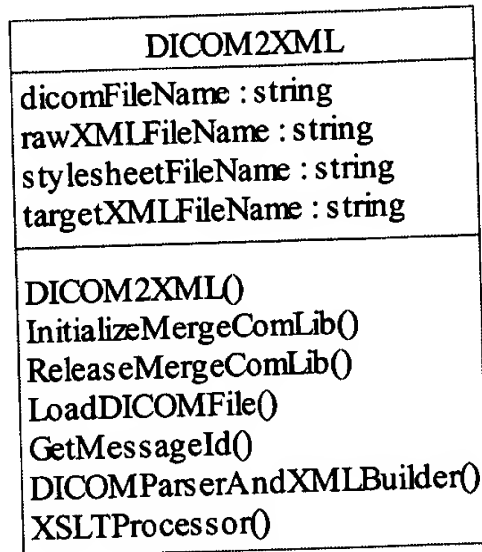 DICOM2XML
dicomFileName : string
rawXMLFileName : string
stylesheetFileName : string
targetXMLFileName : string
DICOM2XML()
InitializeMergeComLib()
ReleaseMergeComLib()
LoadDICOMFile()
GetMessageId()
DICOMParserAndXMLBuilder()
XSLTProcessor()